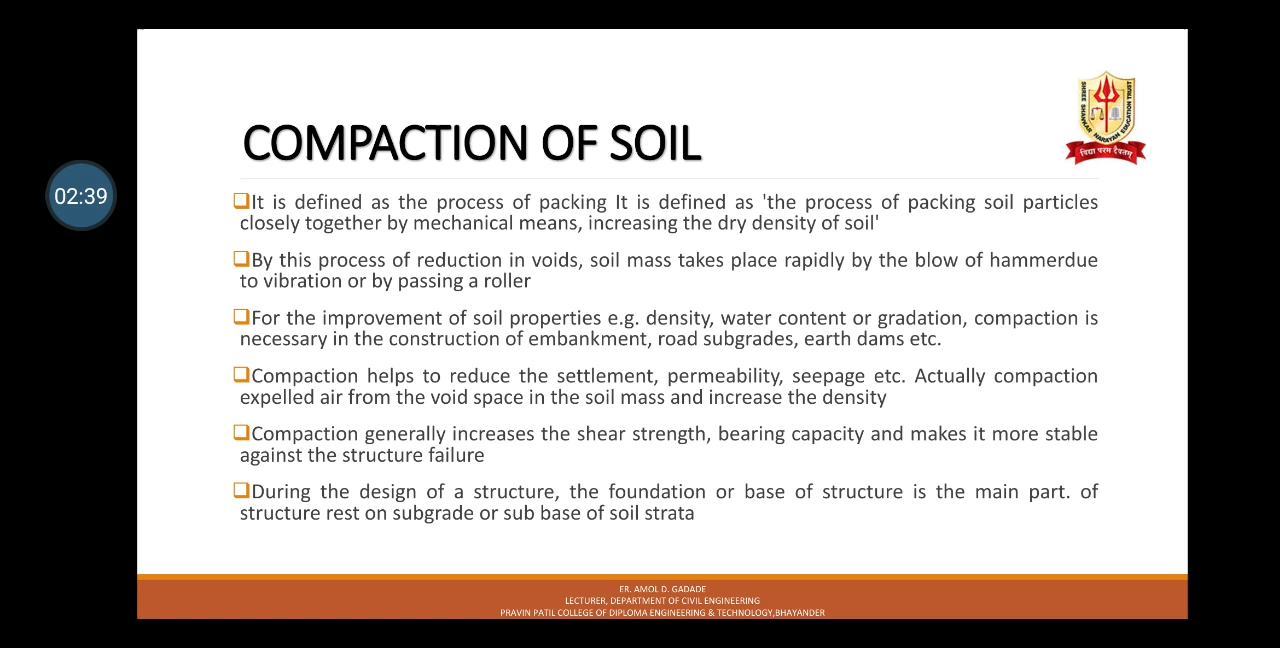 COMPACTION OF SOIL
SHREE SHANKAR NARAYAN EDUCATION TRUST
विद्या परम दैवतम्
02:39
It is defined as the process of packing It is defined as 'the process of packing soil particles
closely together by mechanical means, increasing the dry density of soil'
By this process of reduction in voids, soil mass takes place rapidly by the blow of hammerdue
to vibration or by passing a roller
For the improvement of soil properties e.g. density, water content or gradation, compaction is
necessary in the construction of embankment, road subgrades, earth dams etc.
Compaction helps to reduce the settlement, permeability, seepage etc. Actually compaction
expelled air from the void space in the soil mass and increase the density
Compaction generally increases the shear strength, bearing capacity and makes it more stable
against the structure failure
During the design of a structure, the foundation or base of structure is the main part. of
structure rest on subgrade or sub base of soil strata
ER. AMOL D. GADADE
LECTURER, DEPARTMENT OF CIVIL ENGINEERING
PRAVIN PATIL COLLEGE OF DIPLOMA ENGINEERING & TECHNOLOGY,BHAYANDER